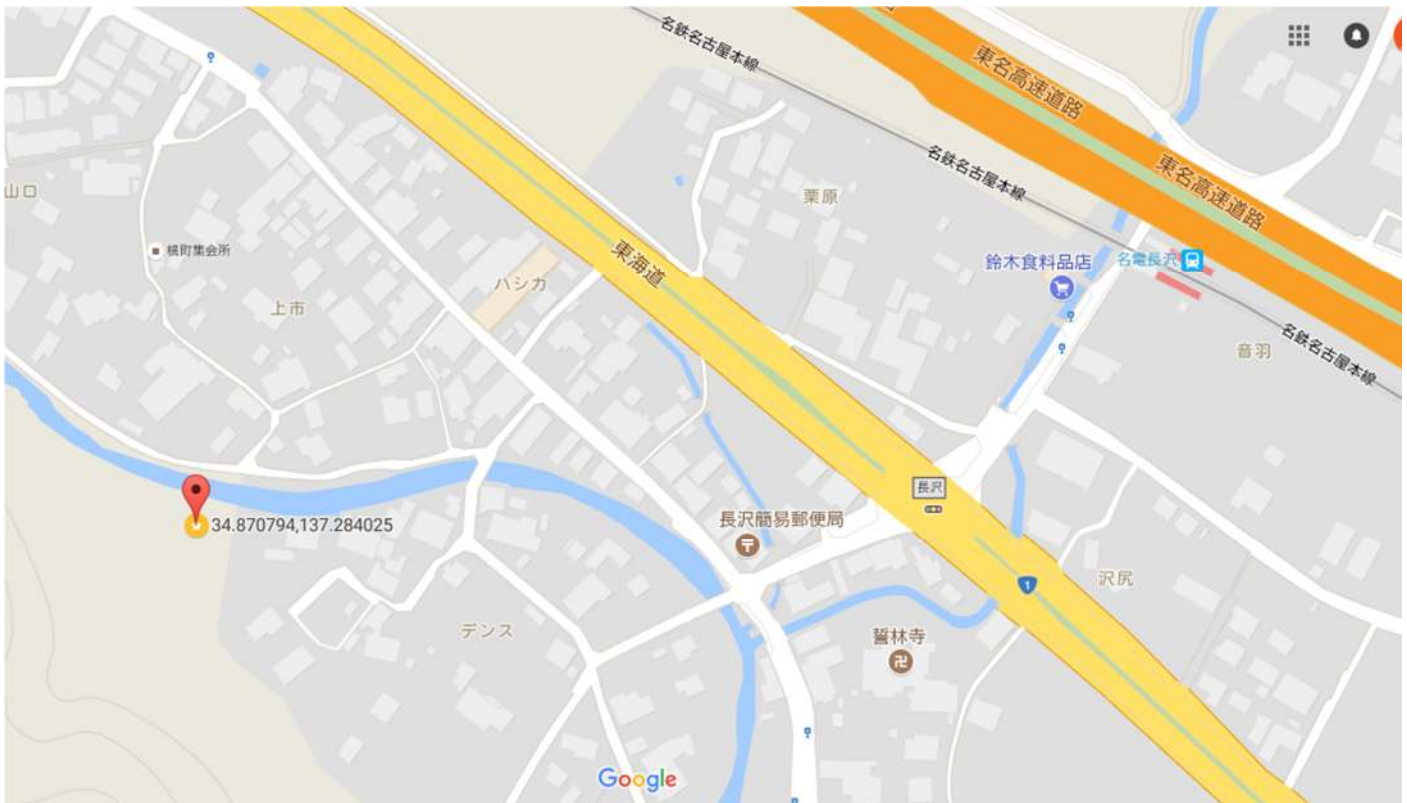 名鉄名古屋本線
東名高速道路
名鉄名古屋本線
東名高速道路
山口
栗原
横町集会所
東海道
鈴木食料品店
名電長沢
ハシカ
上市
名鉄名古屋本線
音羽
長沢
34.870794,137.284025
長沢簡易郵便局
〒
1
沢尻
デンス
誓林寺
卍
Google